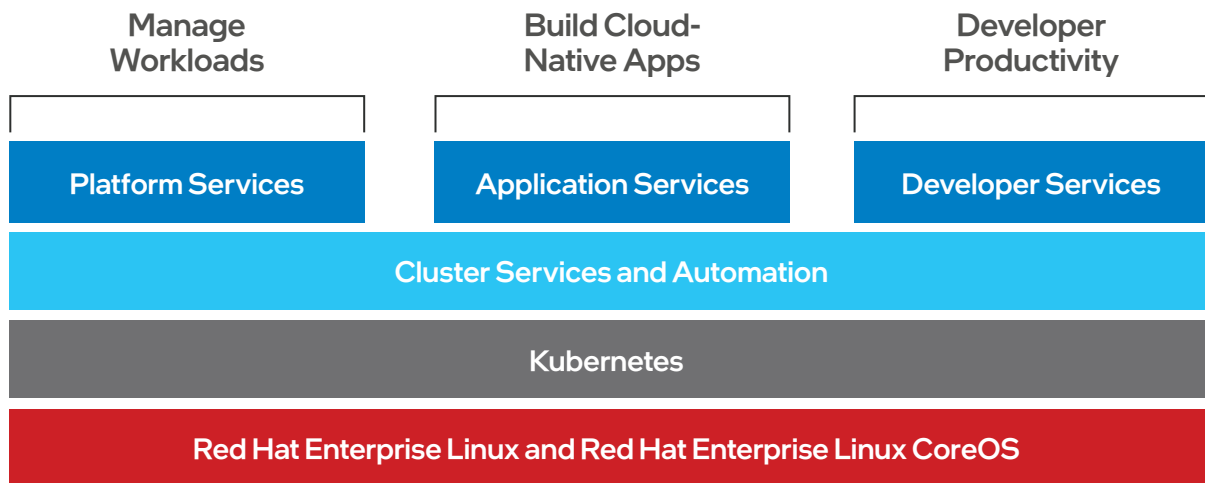 Manage
Workloads
Build Cloud-
Native Apps
Developer
Productivity
Platform Services
Application Services
Developer Services
Cluster Services and Automation
Kubernetes
Red Hat Enterprise Linux and Red Hat Enterprise Linux CoreOS